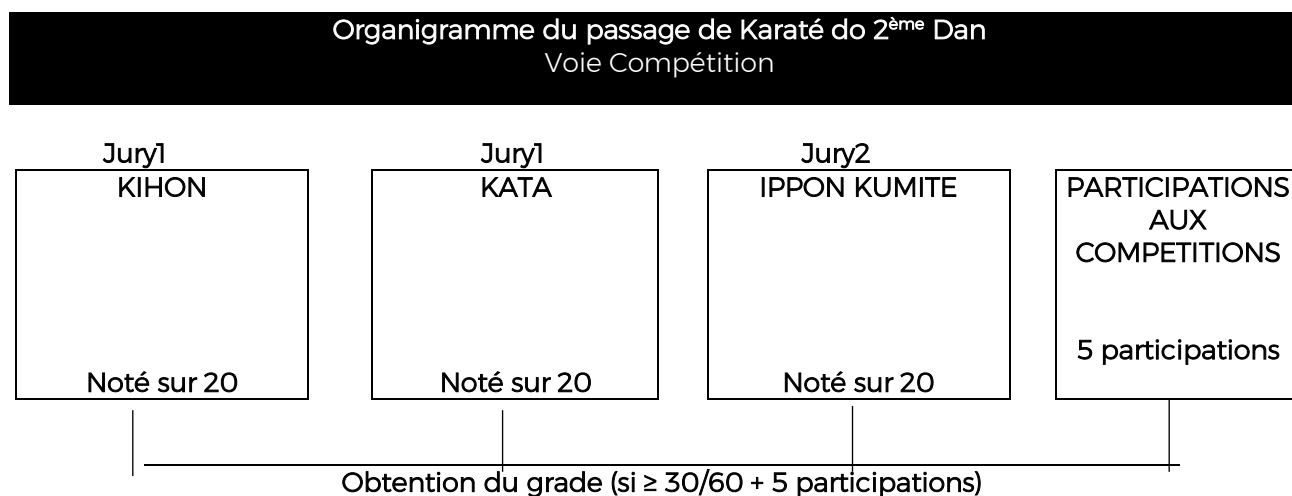 Organigramme du passage de Karaté do 2ème Dan
Voie Compétition
Jury1
KIHON
Noté sur 20
Jury1
KATA
Noté sur 20
Jury2
IPPON KUMITE
Noté sur 20
PARTICIPATIONS
AUX
COMPETITIONS
5 participations
Obtention du grade (si ≥ 30/60 + 5 participations)